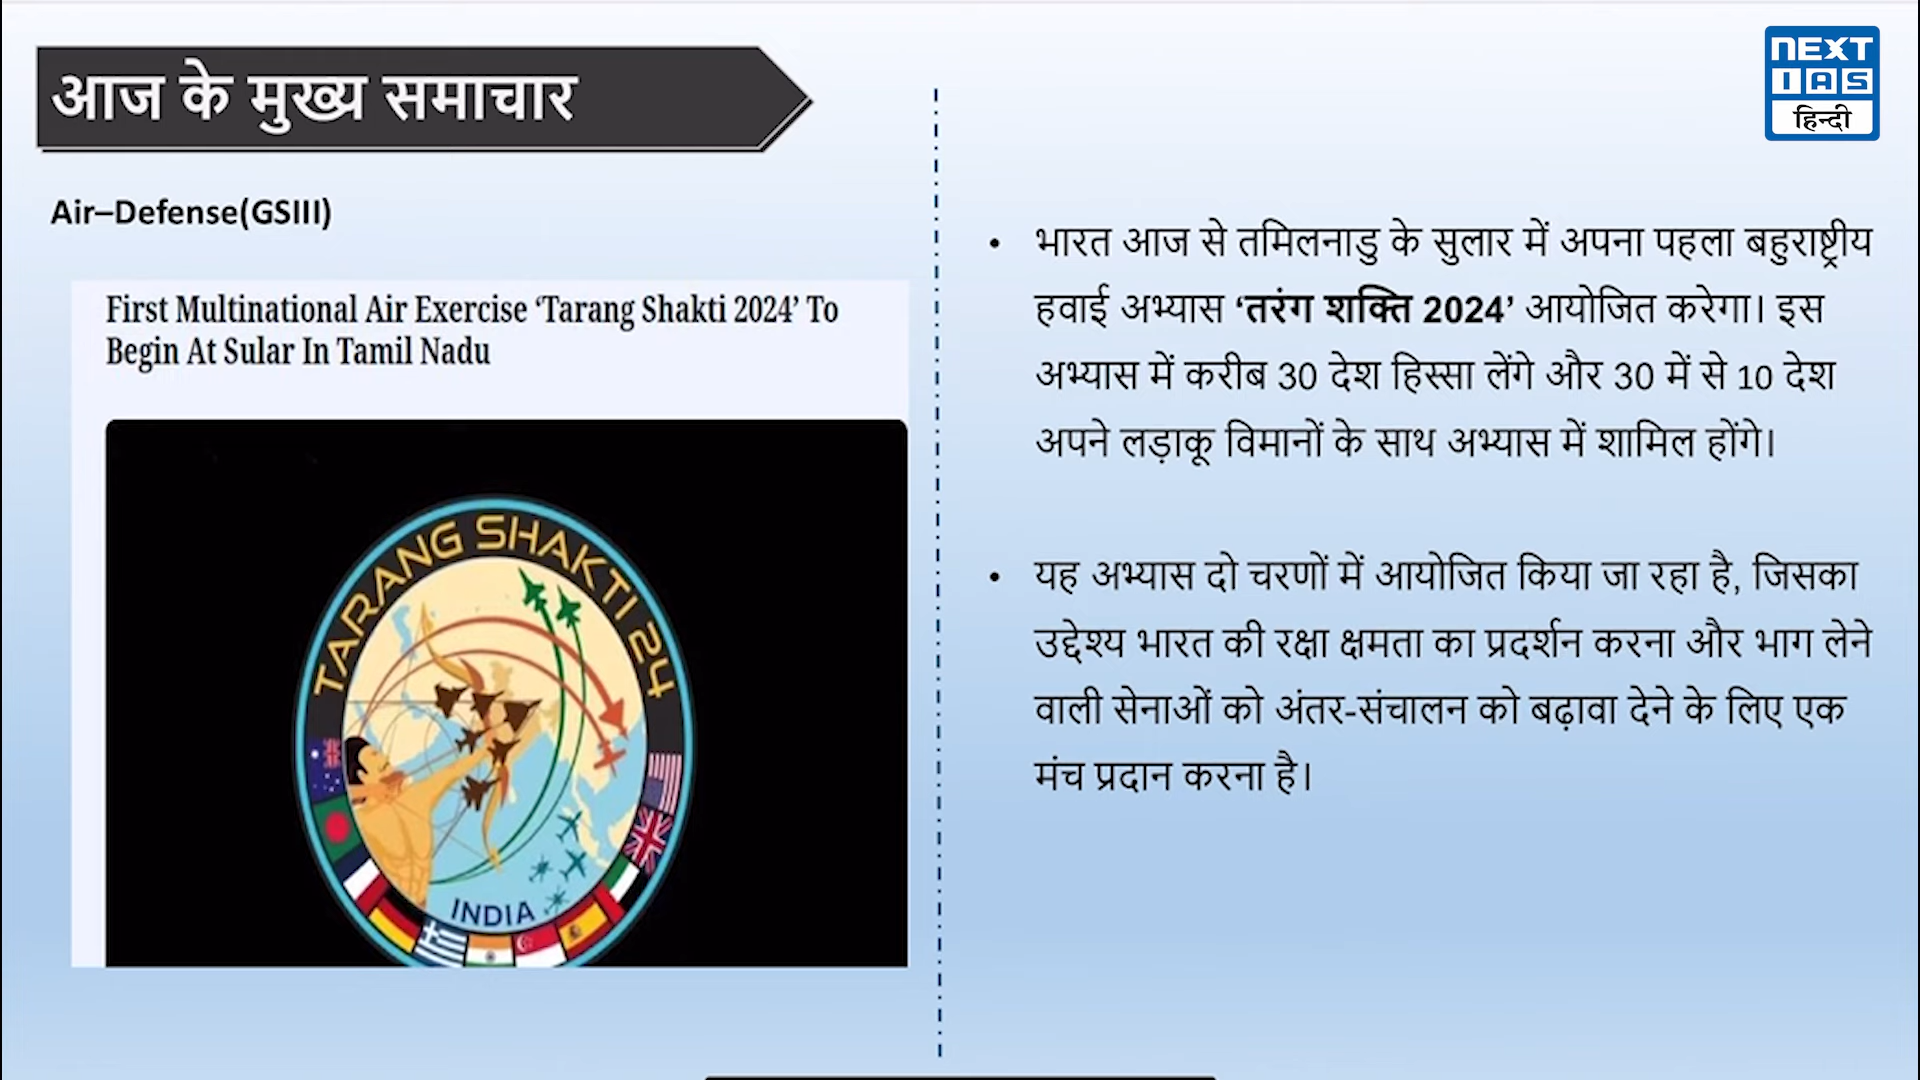 आज के मुख्य समाचार
NEXT
IAS
हिन्दी
Air–Defense(GSIII)
First Multinational Air Exercise ‘Tarang Shakti 2024’ To
Begin At Sular In Tamil Nadu
TARANG SHAKTI 24
INDIA
• भारत आज से तमिलनाडु के सुलार में अपना पहला बहुराष्ट्रीय
हवाई अभ्यास ‘तरंग शक्ति 2024’ आयोजित करेगा। इस
अभ्यास में करीब 30 देश हिस्सा लेंगे और 30 में से 10 देश
अपने लड़ाकू विमानों के साथ अभ्यास में शामिल होंगे।
• यह अभ्यास दो चरणों में आयोजित किया जा रहा है, जिसका
उद्देश्य भारत की रक्षा क्षमता का प्रदर्शन करना और भाग लेने
वाली सेनाओं को अंतर-संचालन को बढ़ावा देने के लिए एक
मंच प्रदान करना है।